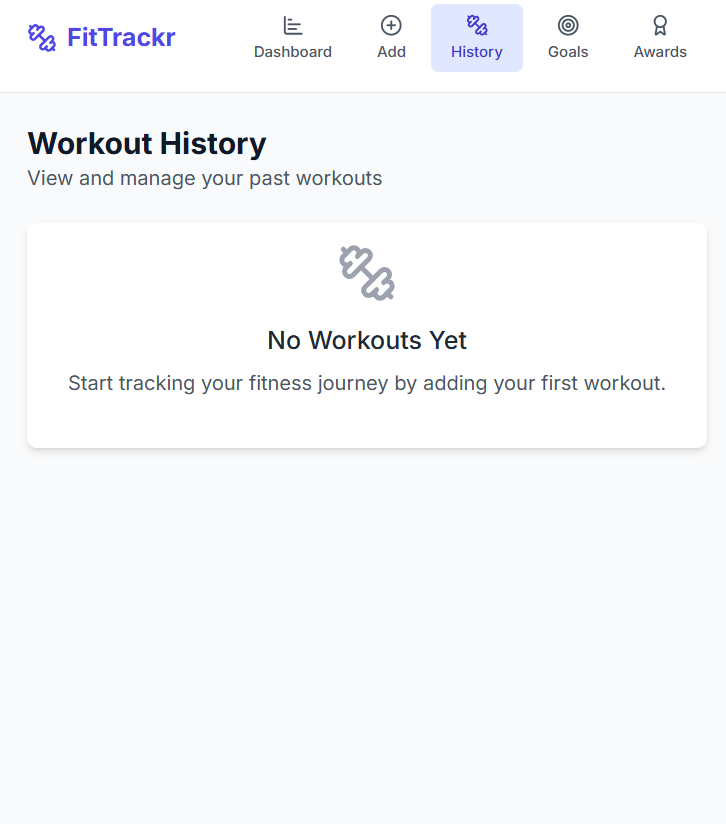 FitTrackr
Dashboard
Add
History
Goals
Awards
Workout History
View and manage your past workouts
No Workouts Yet
Start tracking your fitness journey by adding your first workout.